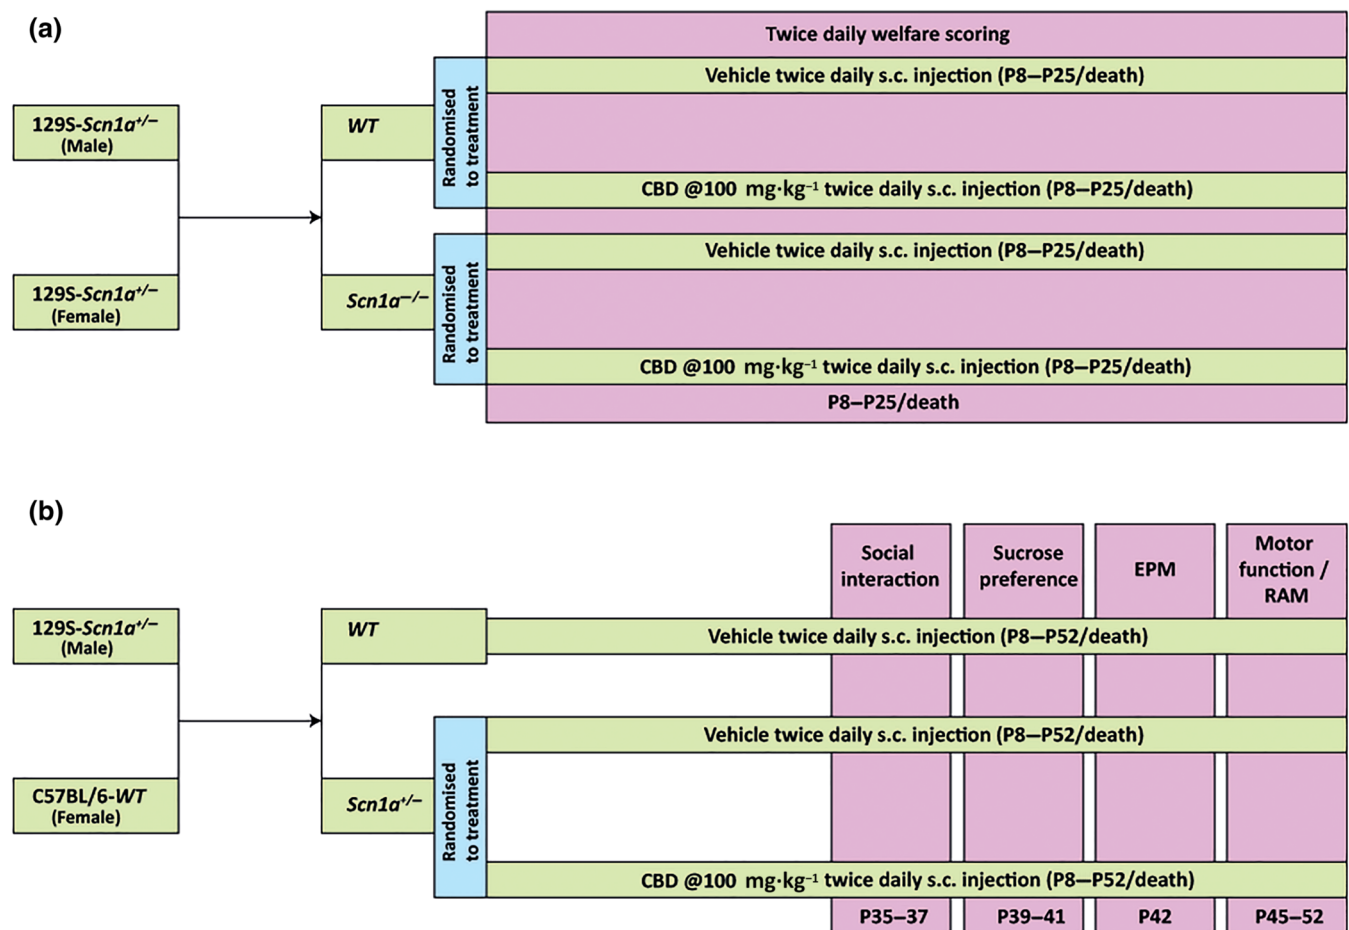 (a)
Twice daily welfare scoring
Vehicle twice daily s.c. injection (P8–P25/death)
129S-Scn1a+/–
(Male)
WT
Randomised
to treatment
CBD @100 mg·kg–1 twice daily s.c. injection (P8–P25/death)
Vehicle twice daily s.c. injection (P8–P25/death)
129S-Scn1a+/–
(Female)
Scn1a–/–
Randomised
to treatment
CBD @100 mg·kg–1 twice daily s.c. injection (P8–P25/death)
P8–P25/death
(b)
Social
interaction
Sucrose
preference
EPM
Motor
function /
RAM
129S-Scn1a+/–
(Male)
WT
Vehicle twice daily s.c. injection (P8–P52/death)
Vehicle twice daily s.c. injection (P8–P52/death)
C57BL/6-WT
(Female)
Scn1a+/–
Randomised
to treatment
CBD @100 mg·kg–1 twice daily s.c. injection (P8–P52/death)
P35–37
P39–41
P42
P45–52